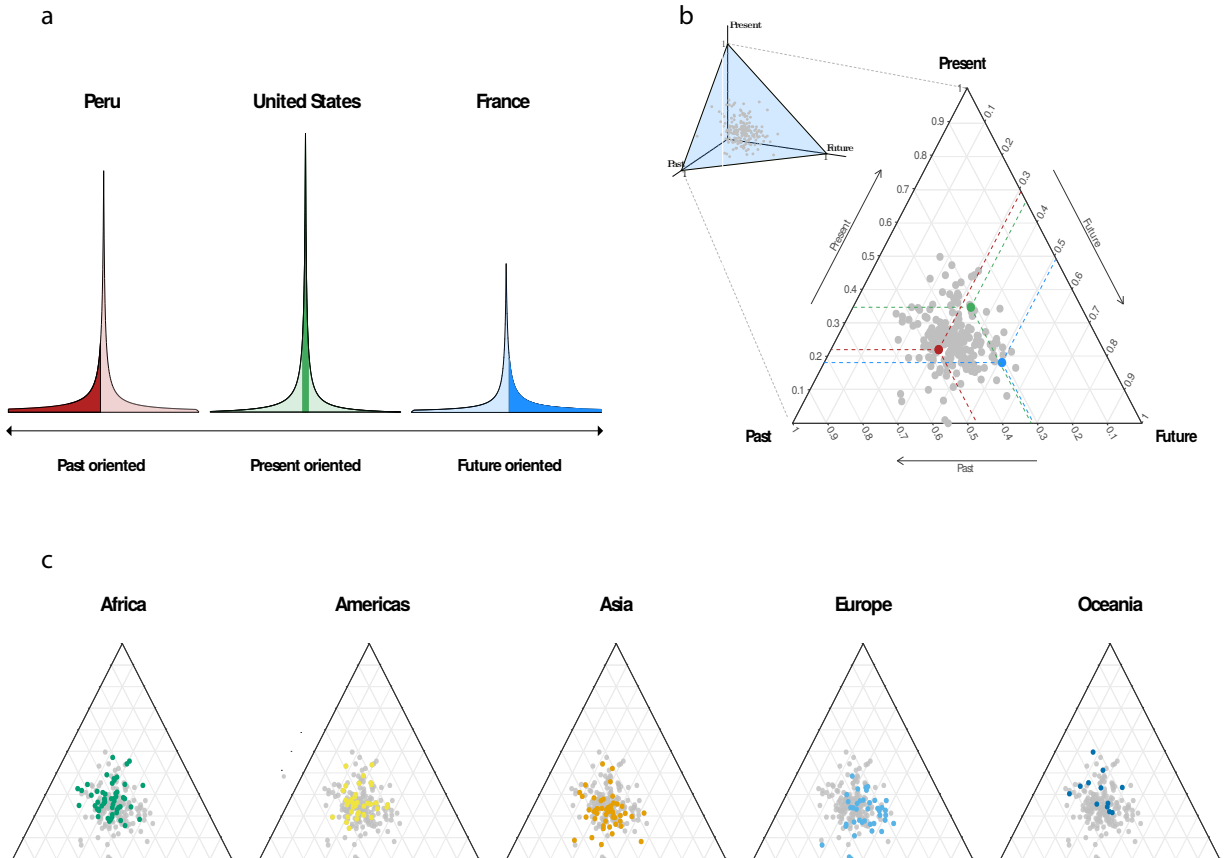 a
Peru
United States
France
Past oriented
Present oriented
Future oriented
b
Present
1
Past
1
Future
1
Present
1
0.9
0.8
0.7
0.6
0.5
0.4
0.3
0.2
0.1
0.1
0.2
0.3
0.4
0.5
0.6
0.7
0.8
0.9
1
Present
Future
Past
Future
1
0.9
0.8
0.7
0.6
0.5
0.4
0.3
0.2
0.1
Past
c
Africa
Americas
Asia
Europe
Oceania